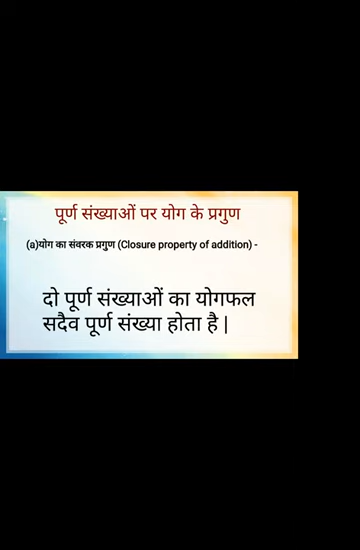 पूर्ण संख्याओं पर योग के प्रगुण
(a)योग का संवरक प्रगुण (Closure property of addition) -
दो पूर्ण संख्याओं का योगफल
सदैव पूर्ण संख्या होता है |